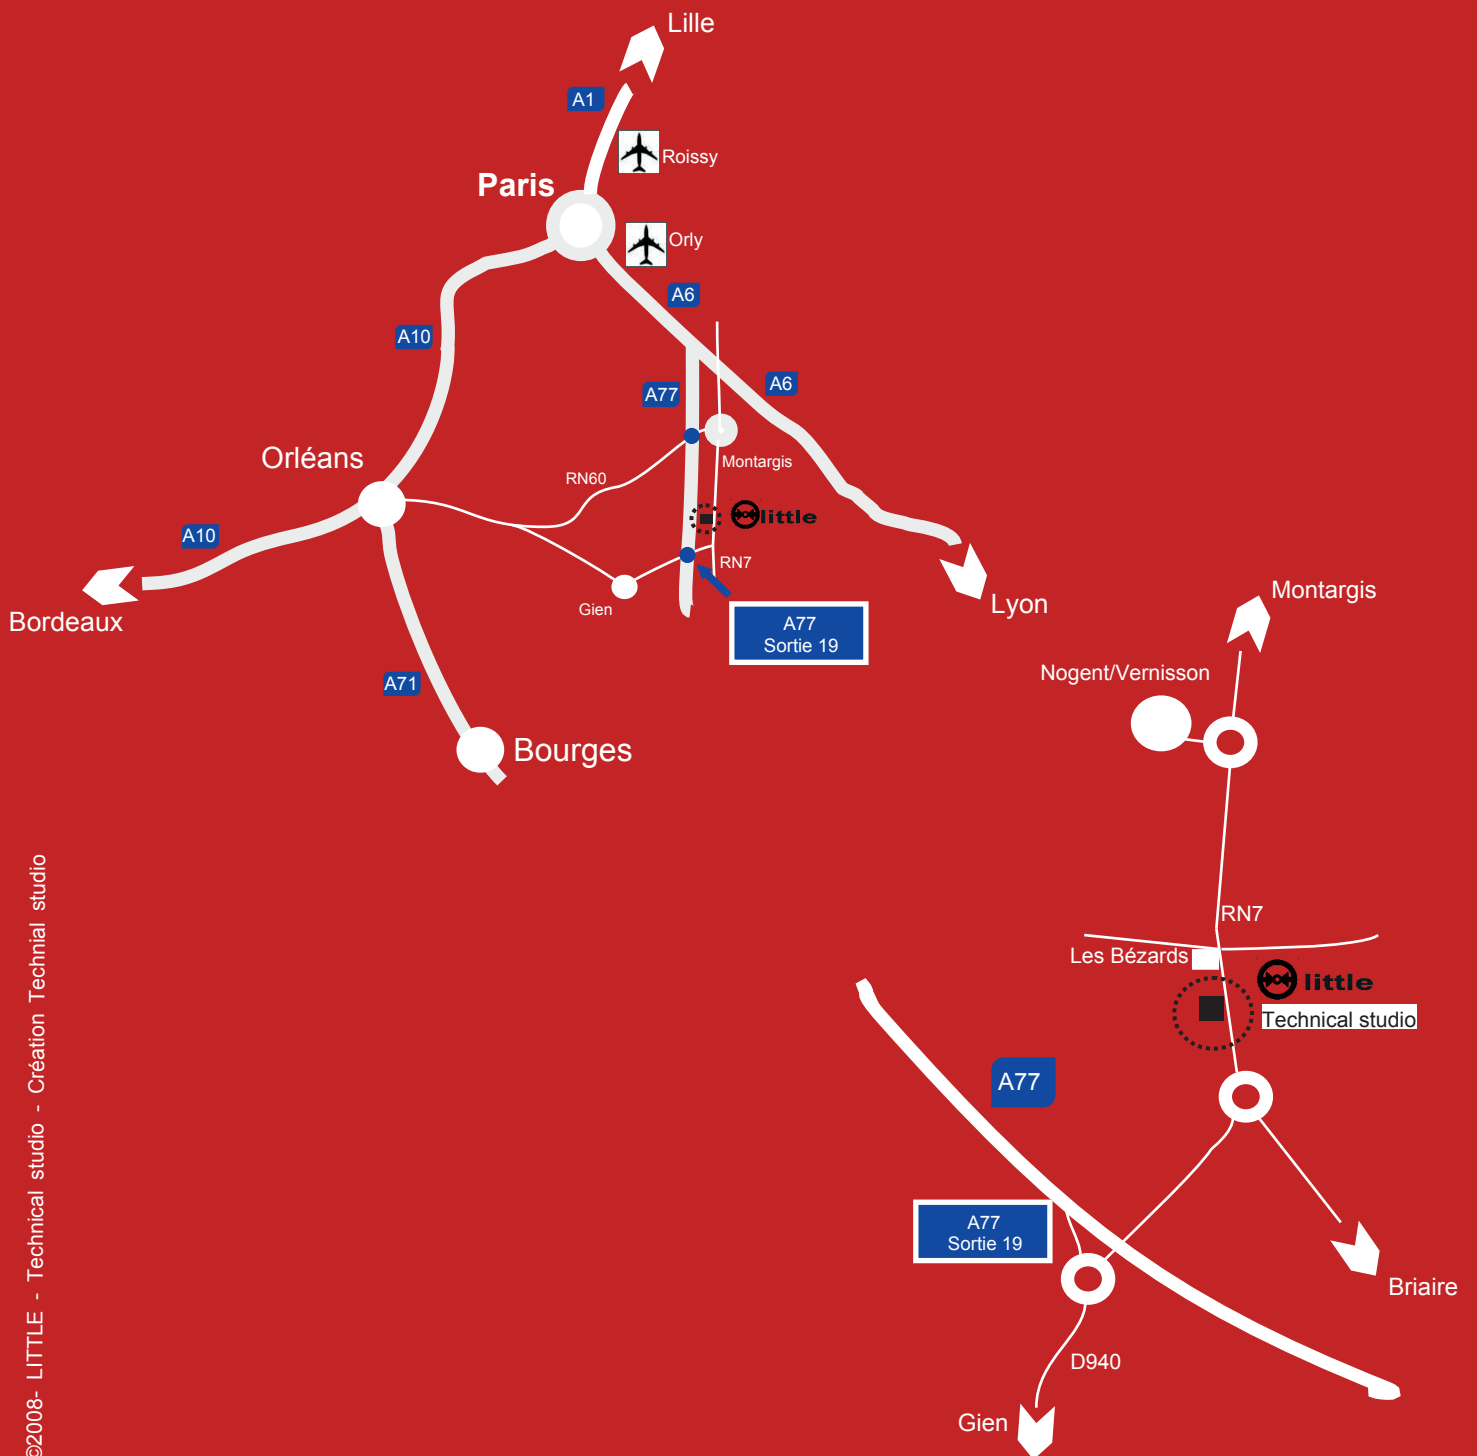 Lille
A1
Roissy
Paris
Orly
A6
A10
A77
A6
Orléans
Montargis
RN60
little
A10
RN7
Gien
Bordeaux
Lyon
A77
Sortie 19
A71
Bourges
Montargis
Nogent/Vernisson
RN7
Les Bézards
little
Technical studio
A77
A77
Sortie 19
Briaire
D940
Gien
©2008- LITTLE - Technical studio - Création Technial studio